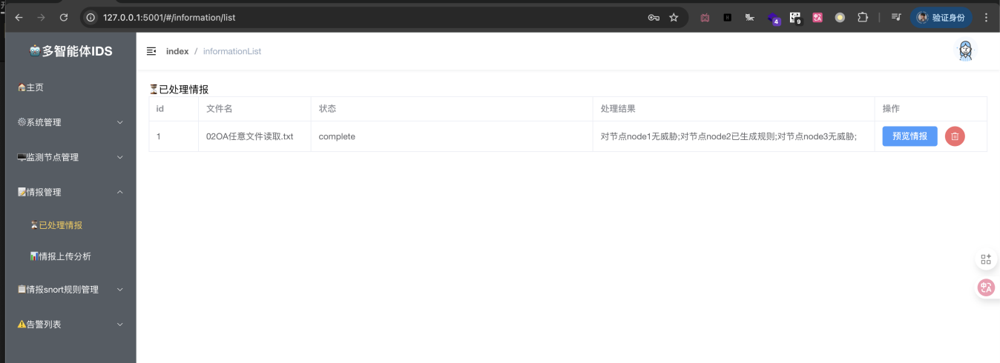 127.0.0.1:5001/#/information/list
4
9
验证身份
多智能体IDS
index / informationList
主页
系统管理
监测节点管理
情报管理
已处理情报
情报上传分析
情报snort规则管理
告警列表
已处理情报
id 文件名 状态 处理结果 操作
1 02OA任意文件读取.txt complete 对节点node1无威胁;对节点node2已生成规则;对节点node3无威胁; 预览情报